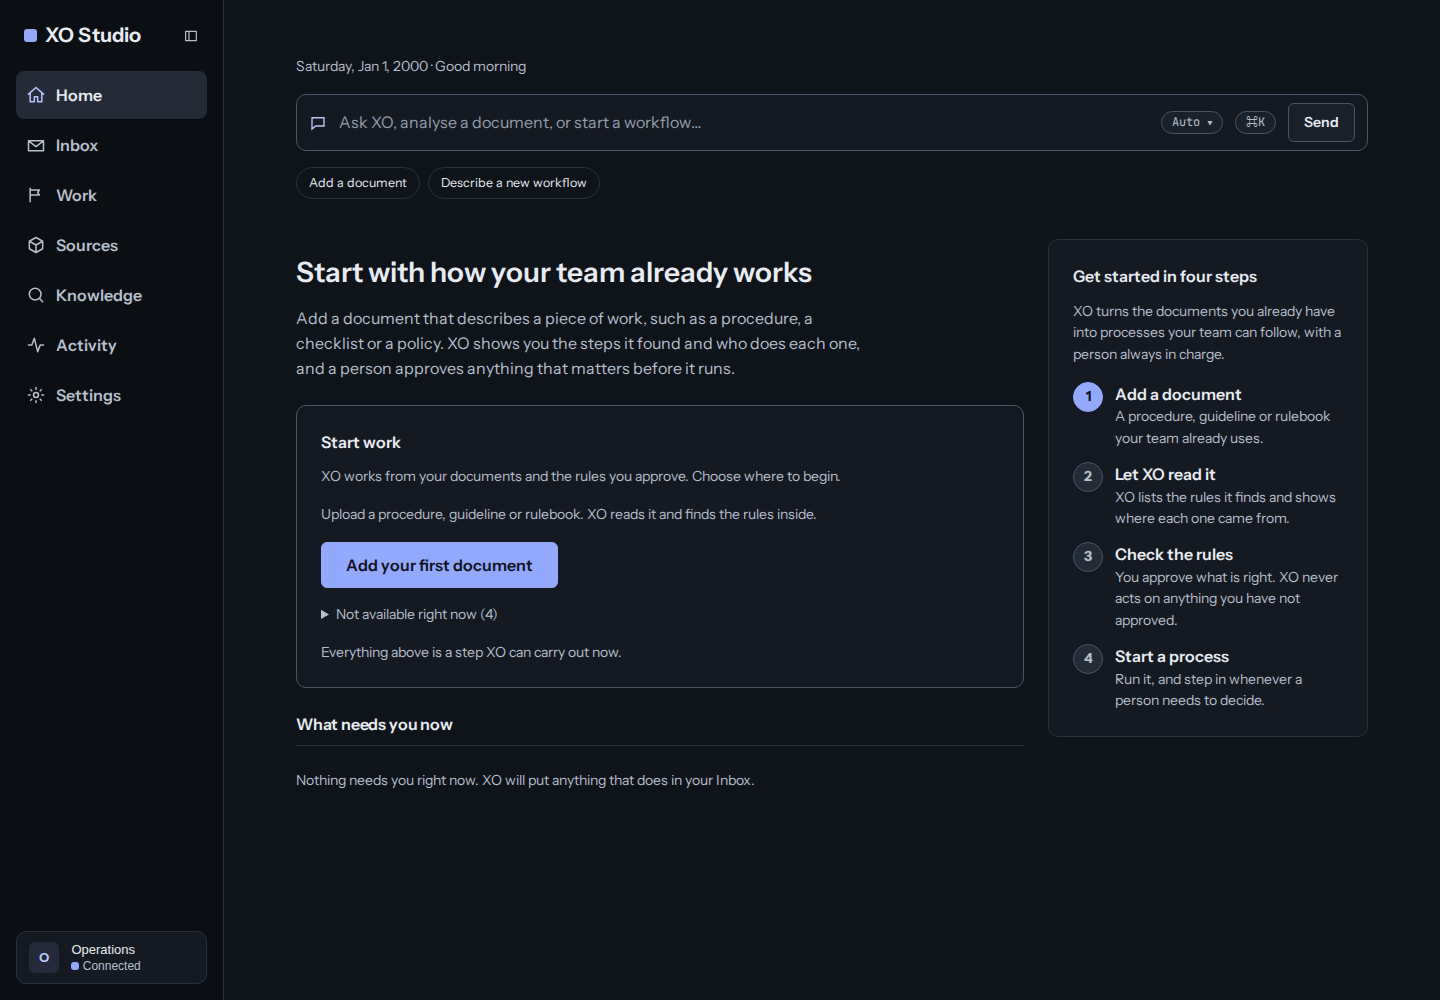 XO Studio
Home
Inbox
Work
Sources
Knowledge
Activity
Settings
O
Operations
Connected
Saturday, Jan 1, 2000 · Good morning
Ask XO, analyse a document, or start a workflow...
Auto ▾
⌘K
Send
Add a document
Describe a new workflow
Start with how your team already works
Add a document that describes a piece of work, such as a procedure, a
checklist or a policy. XO shows you the steps it found and who does each one,
and a person approves anything that matters before it runs.
Start work
XO works from your documents and the rules you approve. Choose where to begin.
Upload a procedure, guideline or rulebook. XO reads it and finds the rules inside.
Add your first document
▶ Not available right now (4)
Everything above is a step XO can carry out now.
What needs you now
Nothing needs you right now. XO will put anything that does in your Inbox.
Get started in four steps
XO turns the documents you already have
into processes your team can follow, with a
person always in charge.
1
Add a document
A procedure, guideline or rulebook
your team already uses.
2
Let XO read it
XO lists the rules it finds and shows
where each one came from.
3
Check the rules
You approve what is right. XO never
acts on anything you have not
approved.
4
Start a process
Run it, and step in whenever a
person needs to decide.